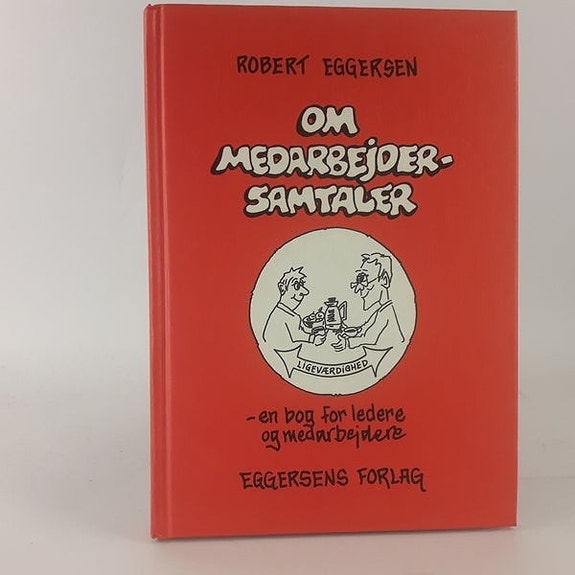 ROBERT EGGERSEN
OM
MEDARBEJDER-
SAMTALER
LIGEVÆRDIGHED
- en bog for ledere
og medarbejdere
EGGERSENS FORLAG